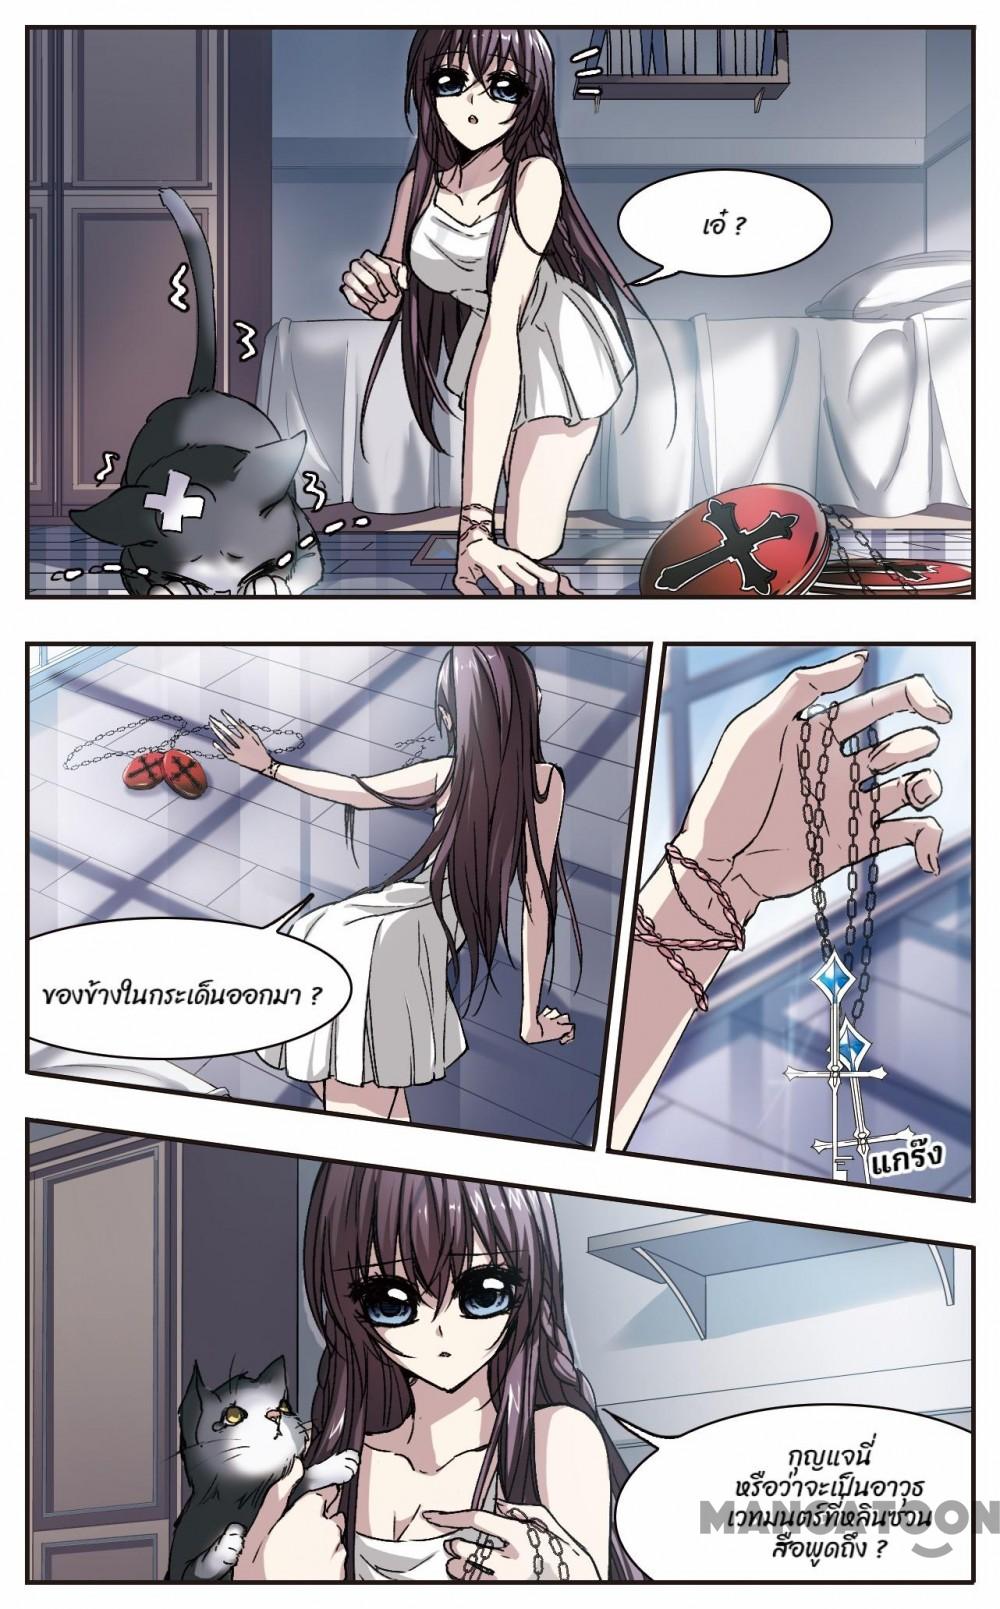 เอ๋ ?
ของข้างในกระเด็นออกมา ?
แกร๊ง
กุญแจนี่
หรือว่าจะเป็นอาวุธ
เวทมนตร์ที่หลินซวน
สือพูดถึง ?
MANGATOON